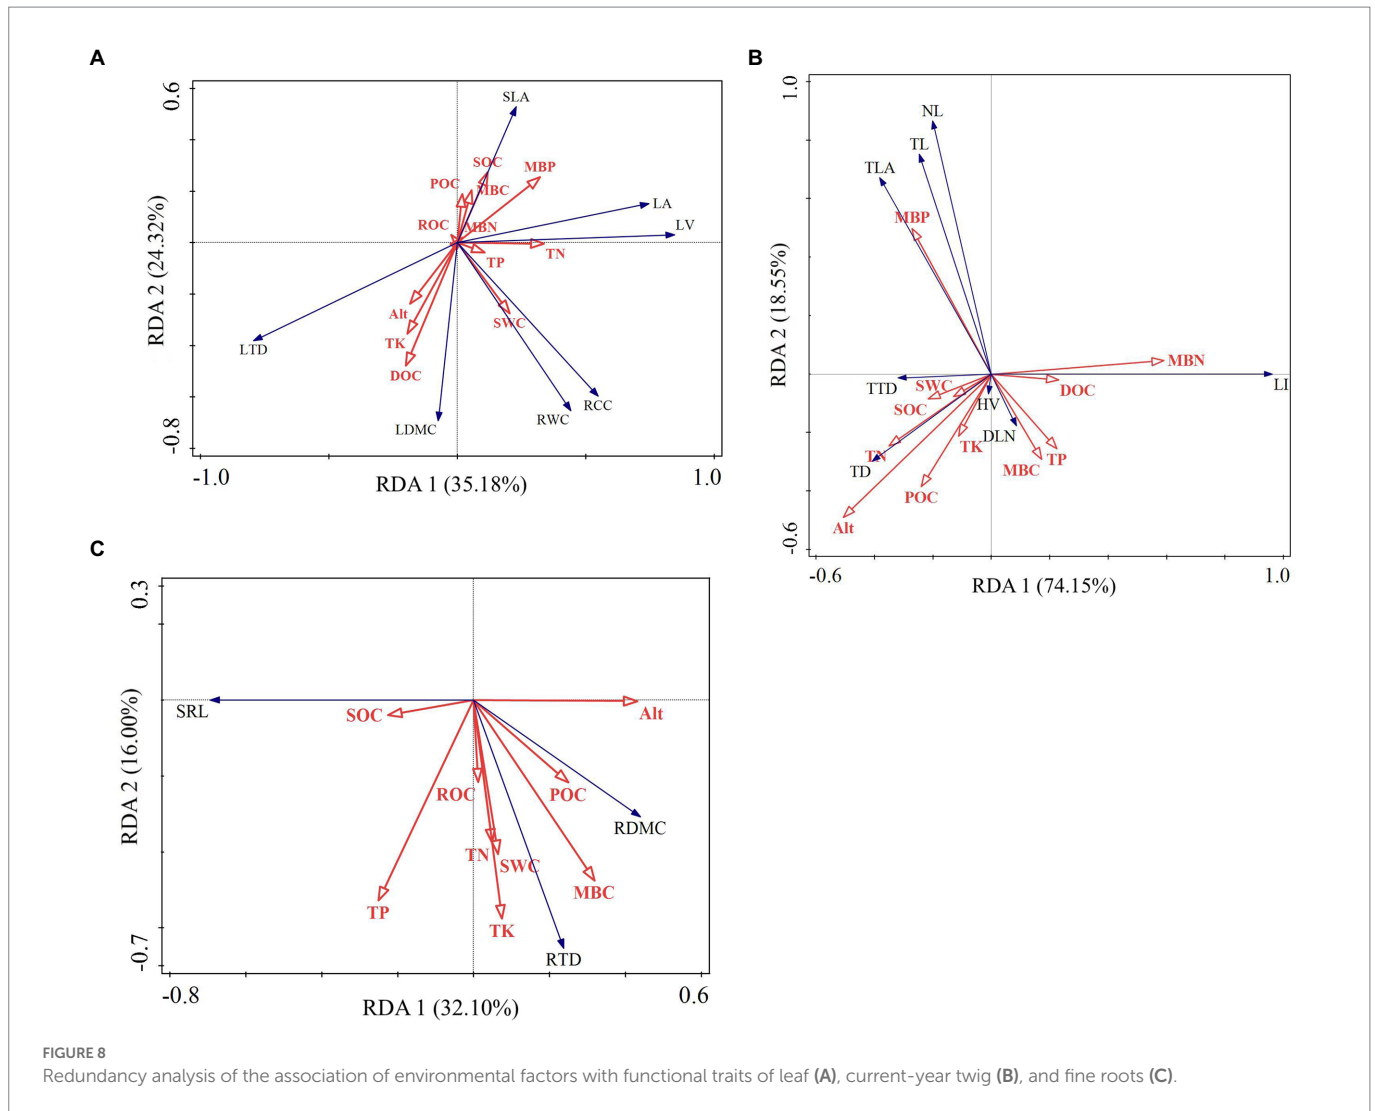 A
0.6
RDA 2 (24.32%)
-0.8
SLA
SOC
MBP
POC
MBC
LA
ROC
MBN
LV
TP
TN
Alt
SWC
TK
LTD
DOC
LDMC
RWC
RCC
-1.0
RDA 1 (35.18%)
1.0
B
1.0
RDA 2 (18.55%)
-0.6
NL
TL
TLA
MBP
MBN
TTD
SWC
DOC
LI
SOC
HV
DLN
TN
TK
TP
TD
MBC
POC
Alt
-0.6
RDA 1 (74.15%)
1.0
C
0.3
RDA 2 (16.00%)
-0.7
SRL
SOC
Alt
ROC
POC
RDMC
TN
SWC
MBC
TP
TK
RTD
-0.8
RDA 1 (32.10%)
0.6
FIGURE 8
Redundancy analysis of the association of environmental factors with functional traits of leaf (A), current-year twig (B), and fine roots (C).